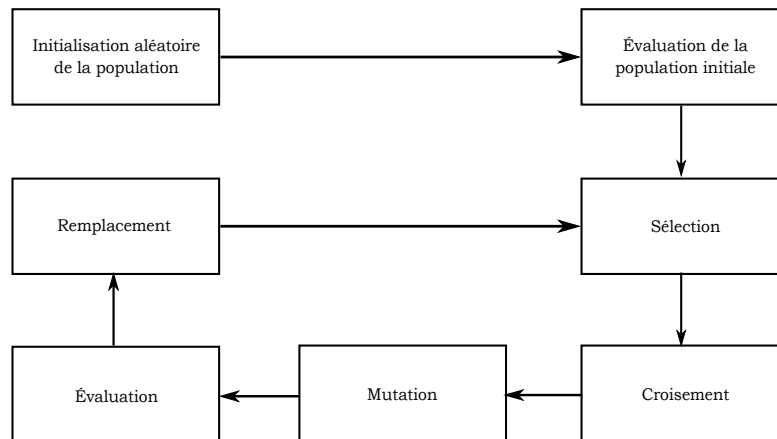 Initialisation aléatoire
de la population
Évaluation de la
population initiale
Remplacement
Sélection
Évaluation
Mutation
Croisement